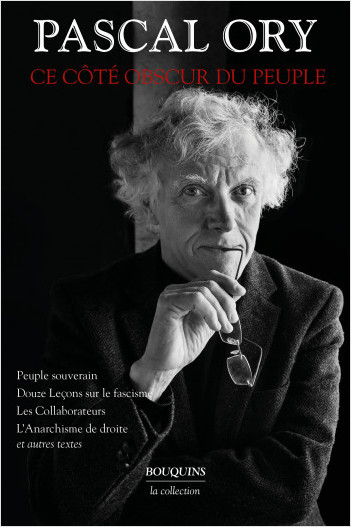 PASCAL ORY
CE CÔTÉ OBSCUR DU PEUPLE
Peuple souverain
Douze Leçons sur le fascisme
Les Collaborateurs
L'Anarchisme de droite
et autres textes
BOUQUINS
la collection